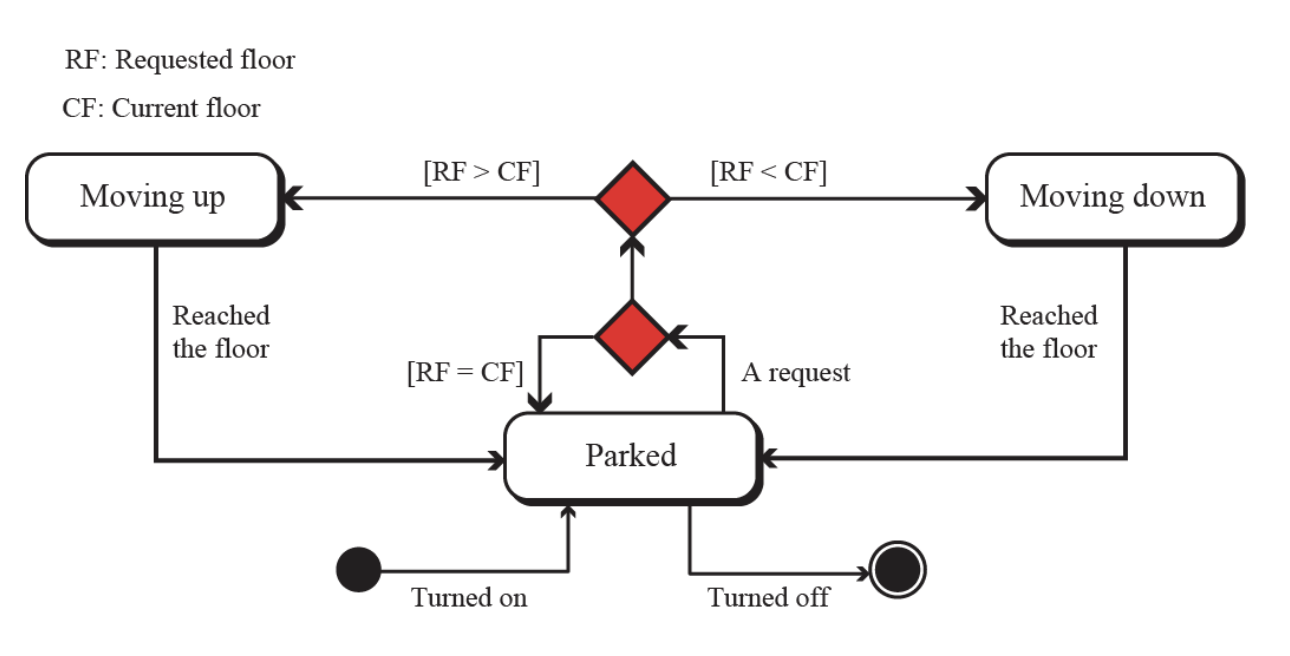 RF: Requested floor
CF: Current floor
[RF > CF]
[RF < CF]
Moving up
Moving down
Reached
the floor
Reached
the floor
[RF = CF]
A request
Parked
Turned on
Turned off